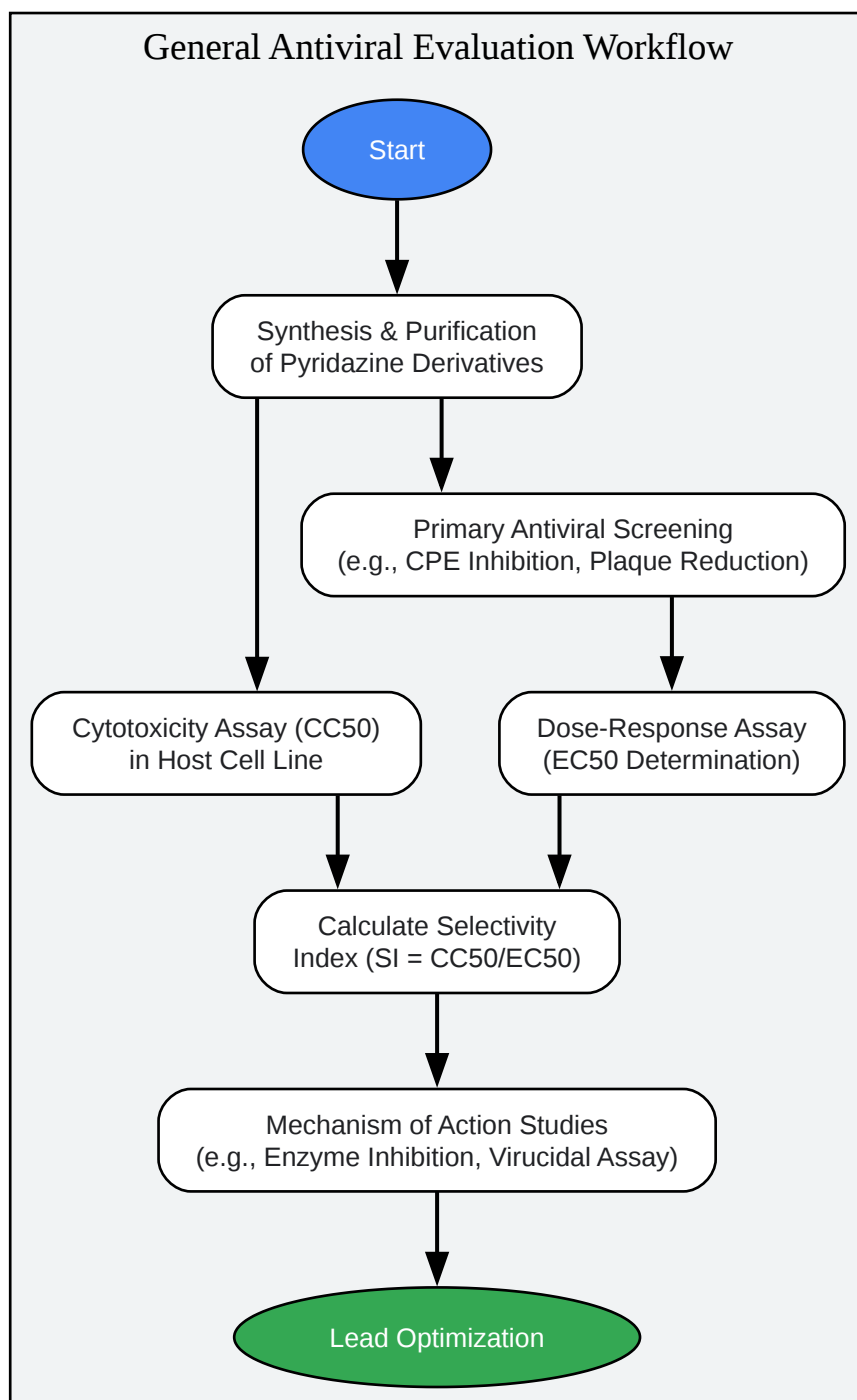 General Antiviral Evaluation Workflow
Start
Synthesis & Purification
of Pyridazine Derivatives
Primary Antiviral Screening
(e.g., CPE Inhibition, Plaque Reduction)
Cytotoxicity Assay (CC50)
in Host Cell Line
Dose-Response Assay
(EC50 Determination)
Calculate Selectivity
Index (SI = CC50/EC50)
Mechanism of Action Studies
(e.g., Enzyme Inhibition, Virucidal Assay)
Lead Optimization